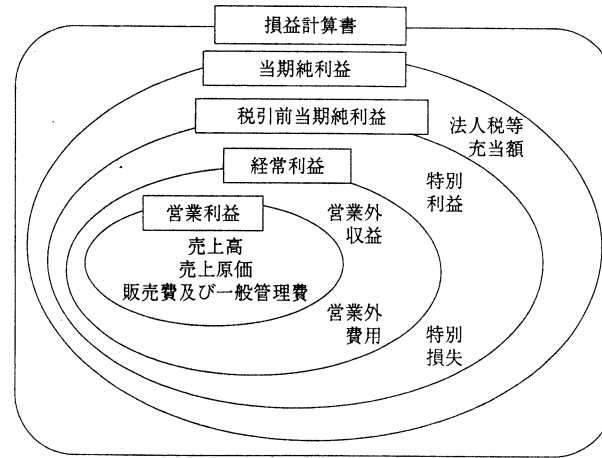 損益計算書
当期純利益
税引前当期純利益
法人税等
充当額
経常利益
特別
利益
営業利益
営業外
収益
売上高
売上原価
販売費及び一般管理費
営業外
費用
特別
損失